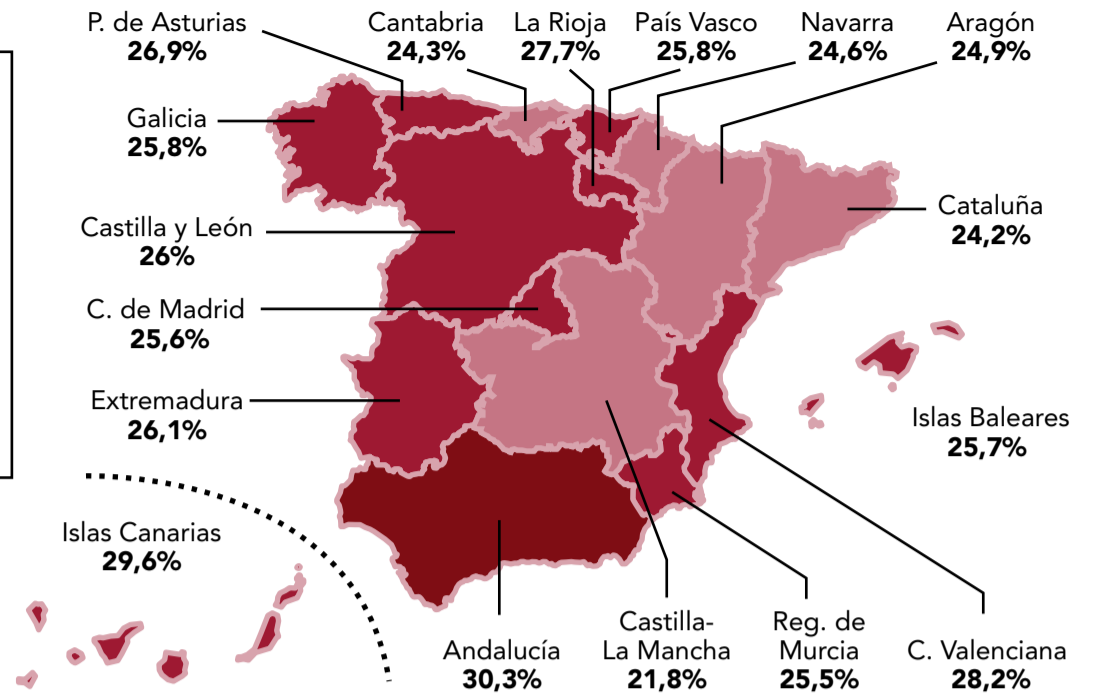 P. de Asturias
26,9%
Cantabria
24,3%
La Rioja
27,7%
País Vasco
25,8%
Navarra
24,6%
Aragón
24,9%
Galicia
25,8%
Cataluña
24,2%
Castilla y León
26%
C. de Madrid
25,6%
Extremadura
26,1%
Islas Baleares
25,7%
Islas Canarias
29,6%
Andalucía
30,3%
Castilla-
La Mancha
21,8%
Reg. de
Murcia
25,5%
C. Valenciana
28,2%